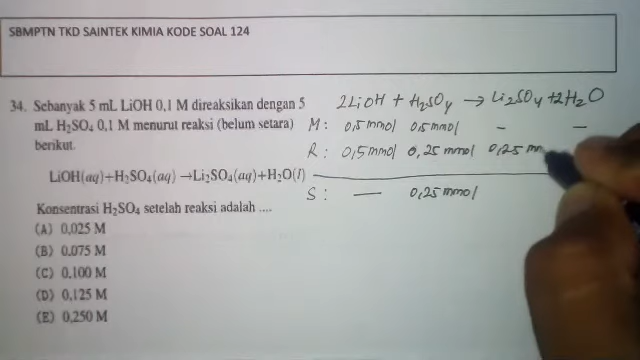 SBMPTN TKD SAINTEK KIMIA KODE SOAL 124
34. Sebanyak 5 mL LiOH 0,1 M direaksikan dengan 5
mL H₂SO₄ 0,1 M menurut reaksi (belum setara)
berikut.
LiOH(aq)+H₂SO₄(aq) →Li₂SO₄(aq)+H₂O(l)
Konsentrasi H₂SO₄ setelah reaksi adalah ....
(A) 0,025 M
(B) 0,075 M
(C) 0,100 M
(D) 0,125 M
(E) 0,250 M
2LiOH + H₂SO₄ → Li₂SO₄ + 2H₂O
M : 0,5 mmol 0,5 mmol - -
R : 0,5 mmol 0,25 mmol 0,25 mm
S : — 0,25 mmol